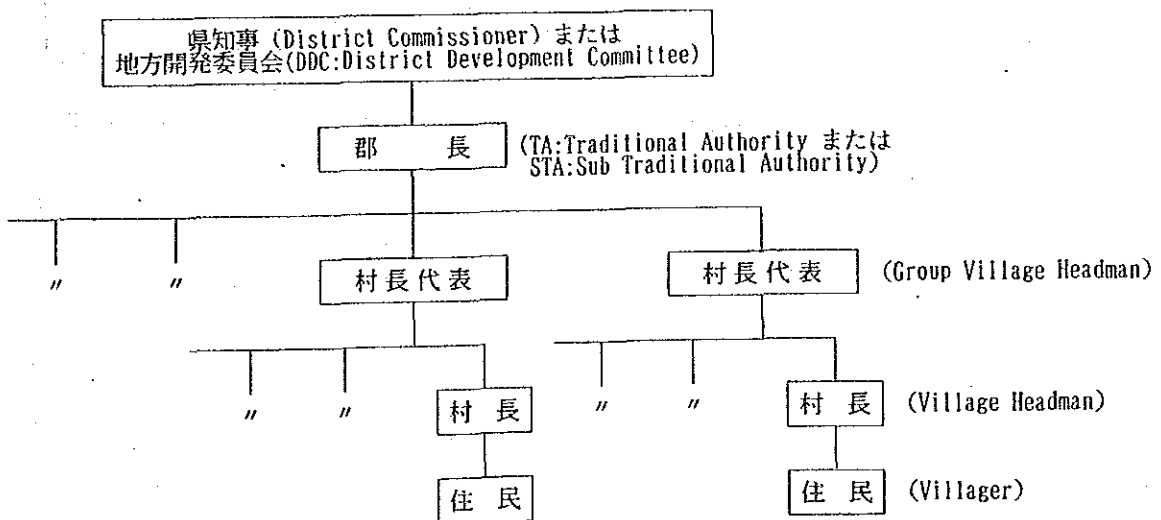 県知事 (District Commissioner) または
地方開発委員会(DDC:District Development Committee)
郡　長 (TA:Traditional Authority または
STA:Sub Traditional Authority)
〃 〃 村長代表 村長代表 (Group Village Headman)
〃 〃 村　長 〃 〃 村　長 (Village Headman)
住　民 住　民 (Villager)